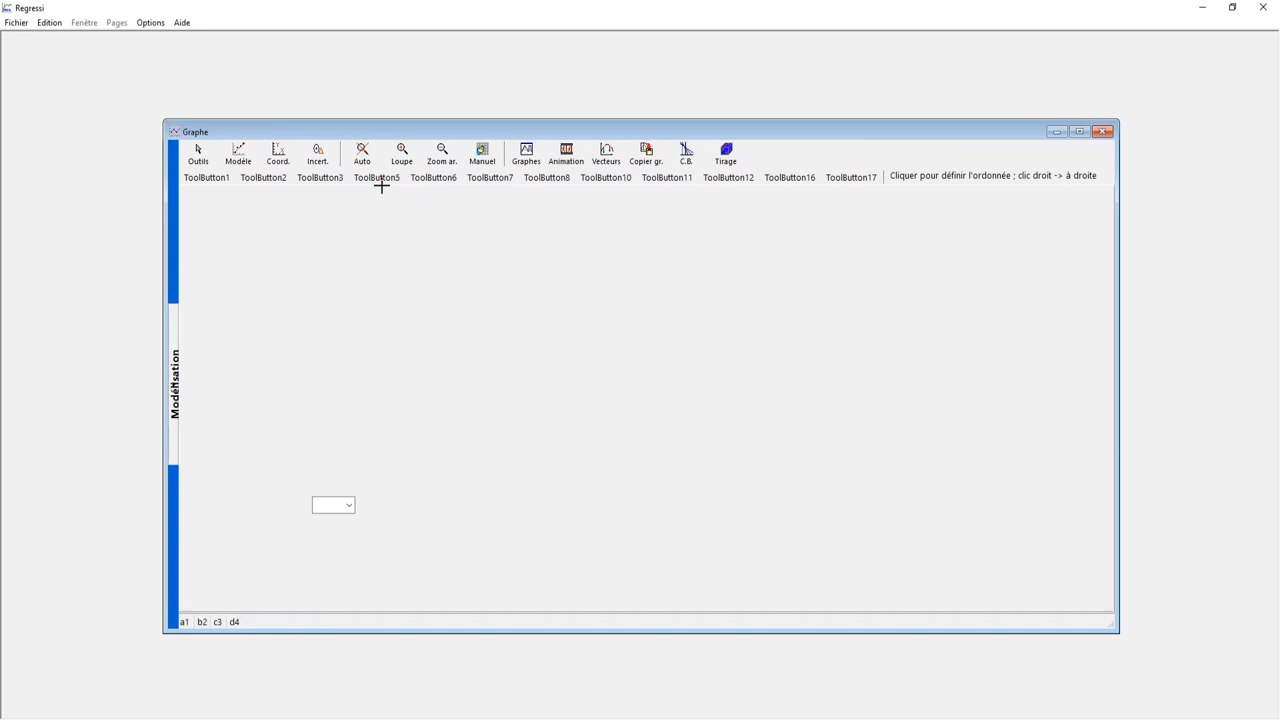 Regressi
Fichier Edition Fenêtre Pages Options Aide
Graphe
Outils Modèle Coord. Incert. Auto Loupe Zoom ar. Manuel Graphes Animation Vecteurs Copier gr. C.B. Tirage
ToolButton1 ToolButton2 ToolButton3 ToolButton5 ToolButton6 ToolButton7 ToolButton8 ToolButton10 ToolButton11 ToolButton12 ToolButton16 ToolButton17 Cliquer pour définir l'ordonnée ; clic droit -> à droite
Modélisation
a1 b2 c3 d4